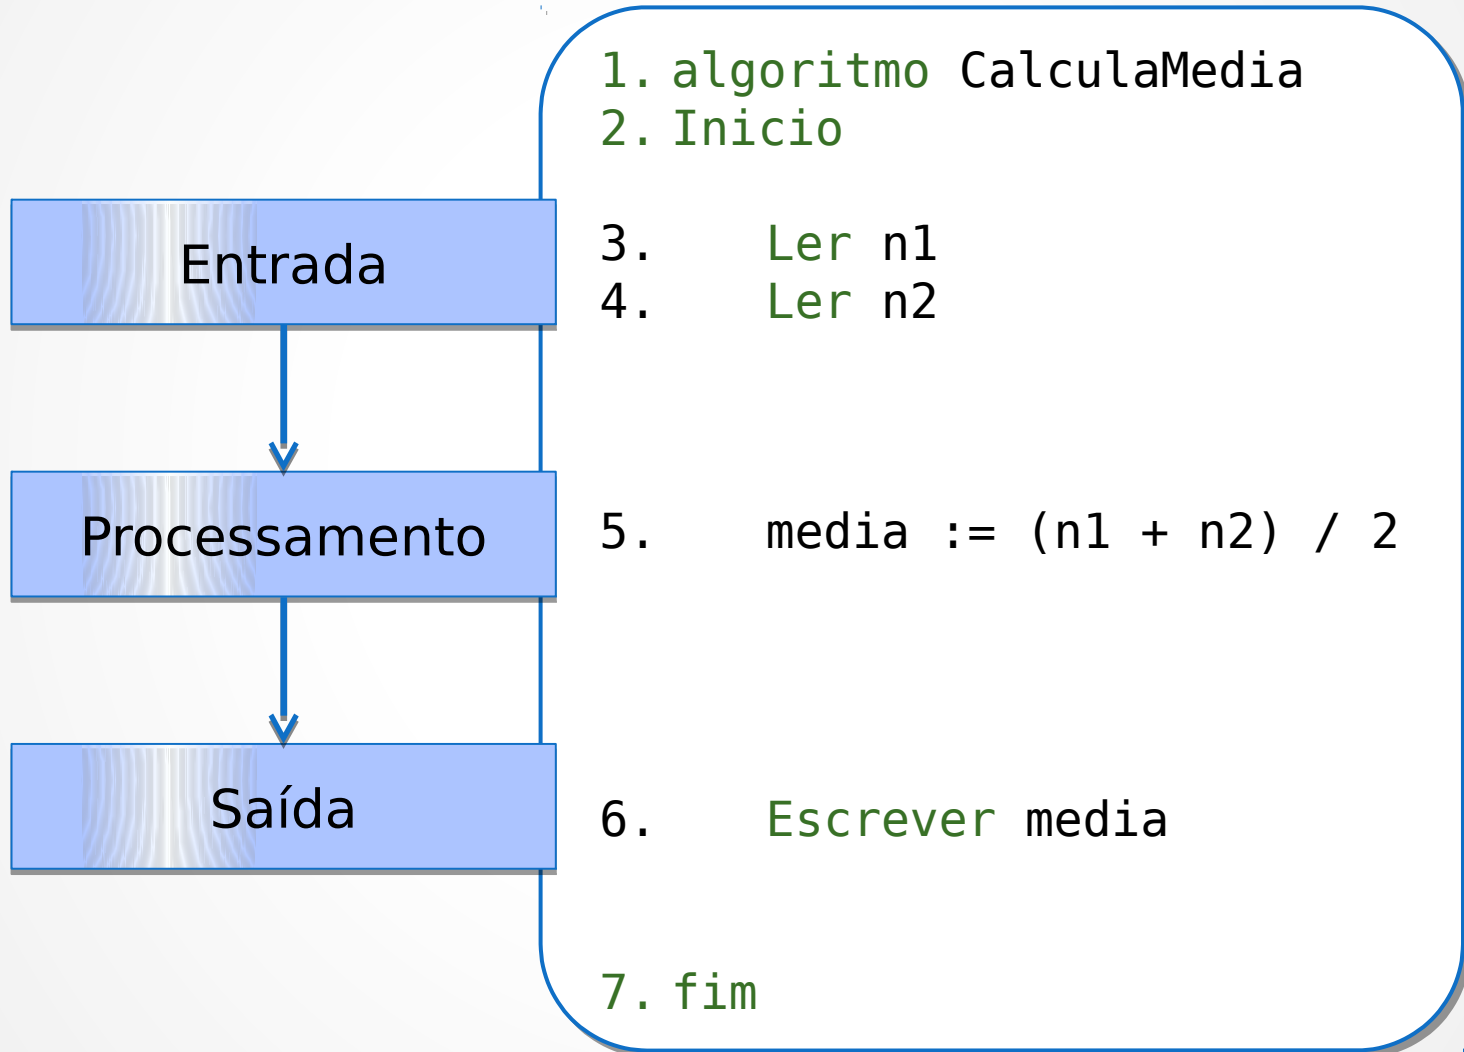 1. algoritmo CalculaMedia
2. Inicio
Entrada
3. Ler n1
4. Ler n2
Processamento
5. media := (n1 + n2) / 2
Saída
6. Escrever media
7. fim